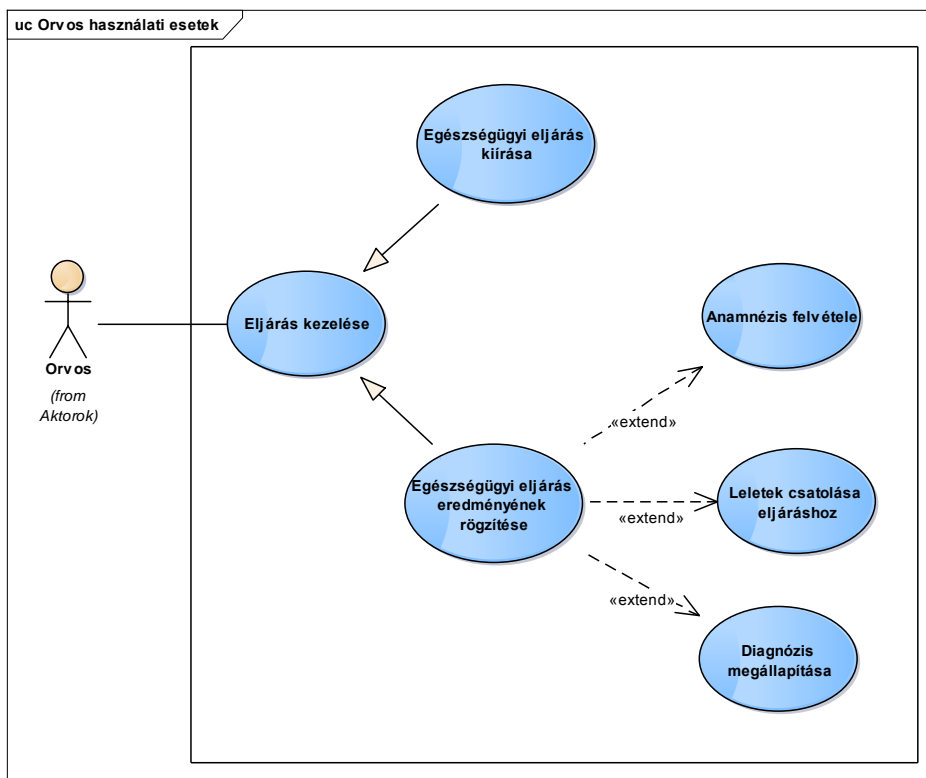 uc Orvos használati esetek
Egészségügyi eljárás
kiírása
Eljárás kezelése
Anamnézis felvétele
Orvos
(from
Aktorok)
«extend»
Egészségügyi eljárás
eredményének
rögzítése
Leletek csatolása
eljáráshoz
«extend»
«extend»
Diagnózis
megállapítása